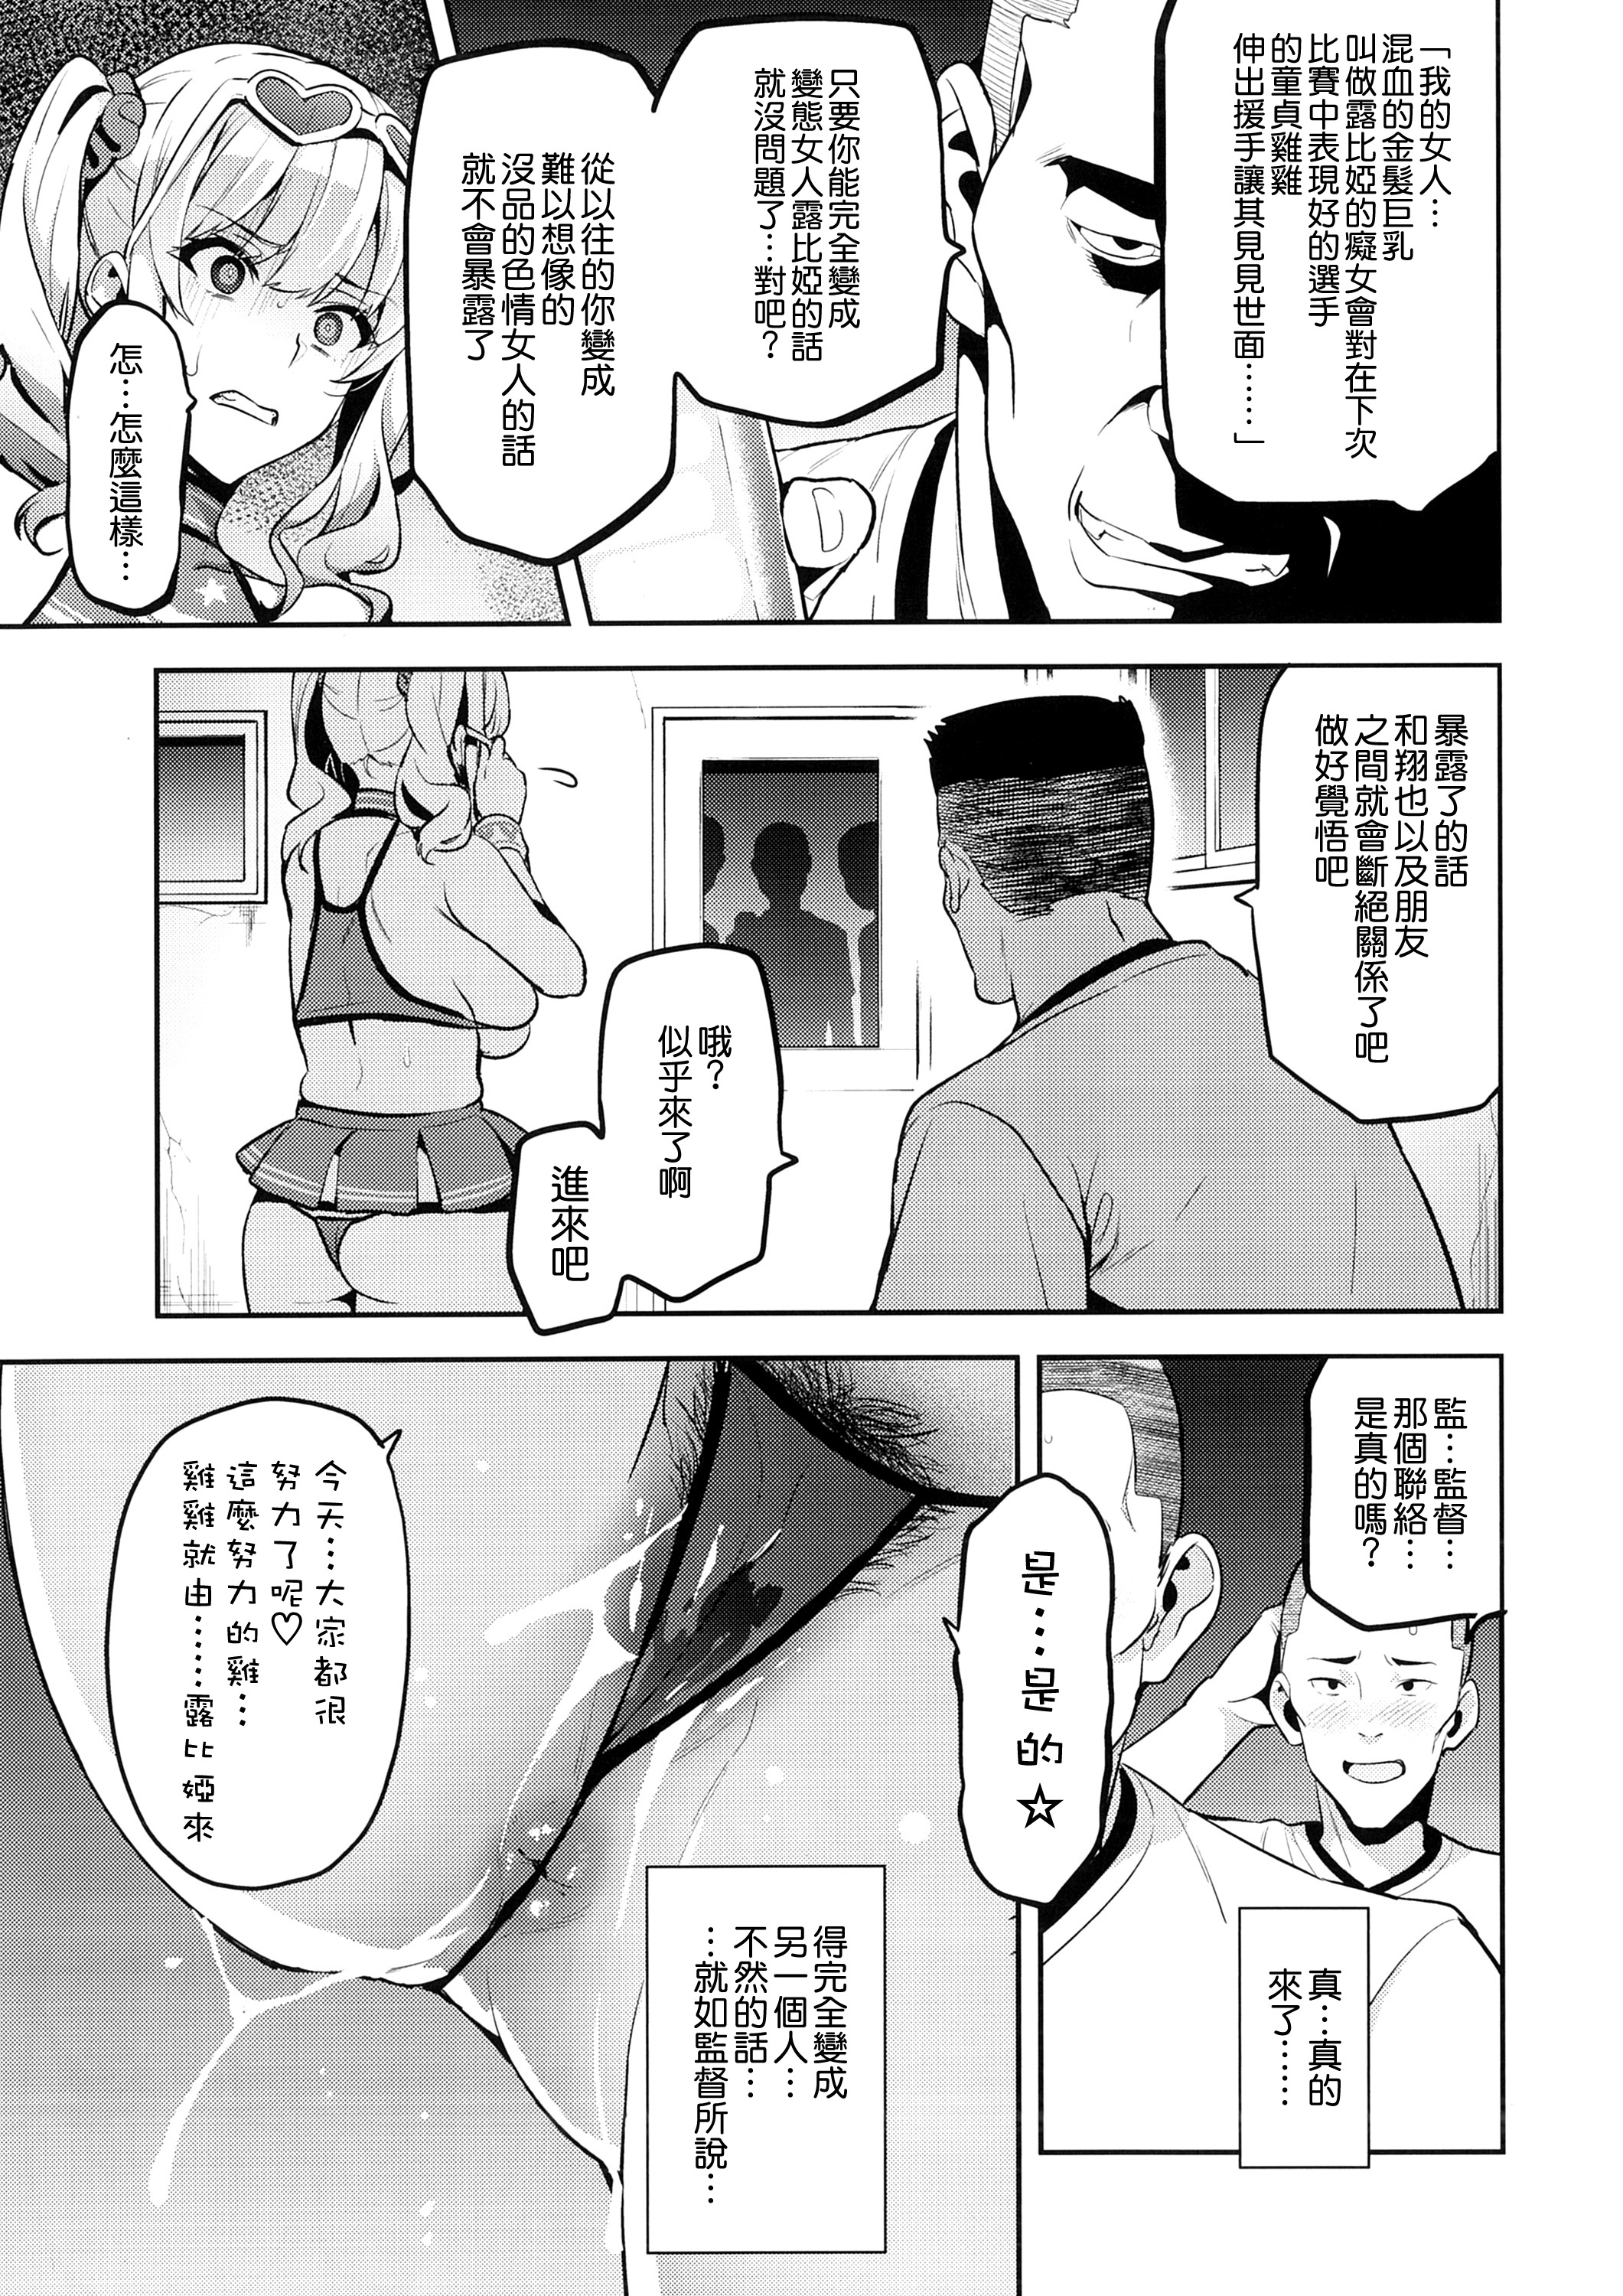 「我的女人…
混血的金髮巨乳
叫做露比婭的癡女會對在下次
比賽中表現好的選手
的童貞雞雞
伸出援手讓其見見世面……」
只要你能完全變成
變態女人露比婭的話
就沒問題了…對吧？
從以往的你變成
難以想像的
沒品的色情女人的話
就不會暴露了
怎…怎麼這樣…
D
暴露了的話
和翔也以及朋友
之間就會斷絕關係了吧
做好覺悟吧
哦？
似乎來了啊
進來吧
監…監督…
那個聯絡…
是真的嗎？
真…真的
來了……
是…是的☆
今天…大家都很
努力了呢♡
這麼努力的雞…
雞雞就由……露比婭來
得完全變成
另一個人…
不然的話…
…就如監督所說…